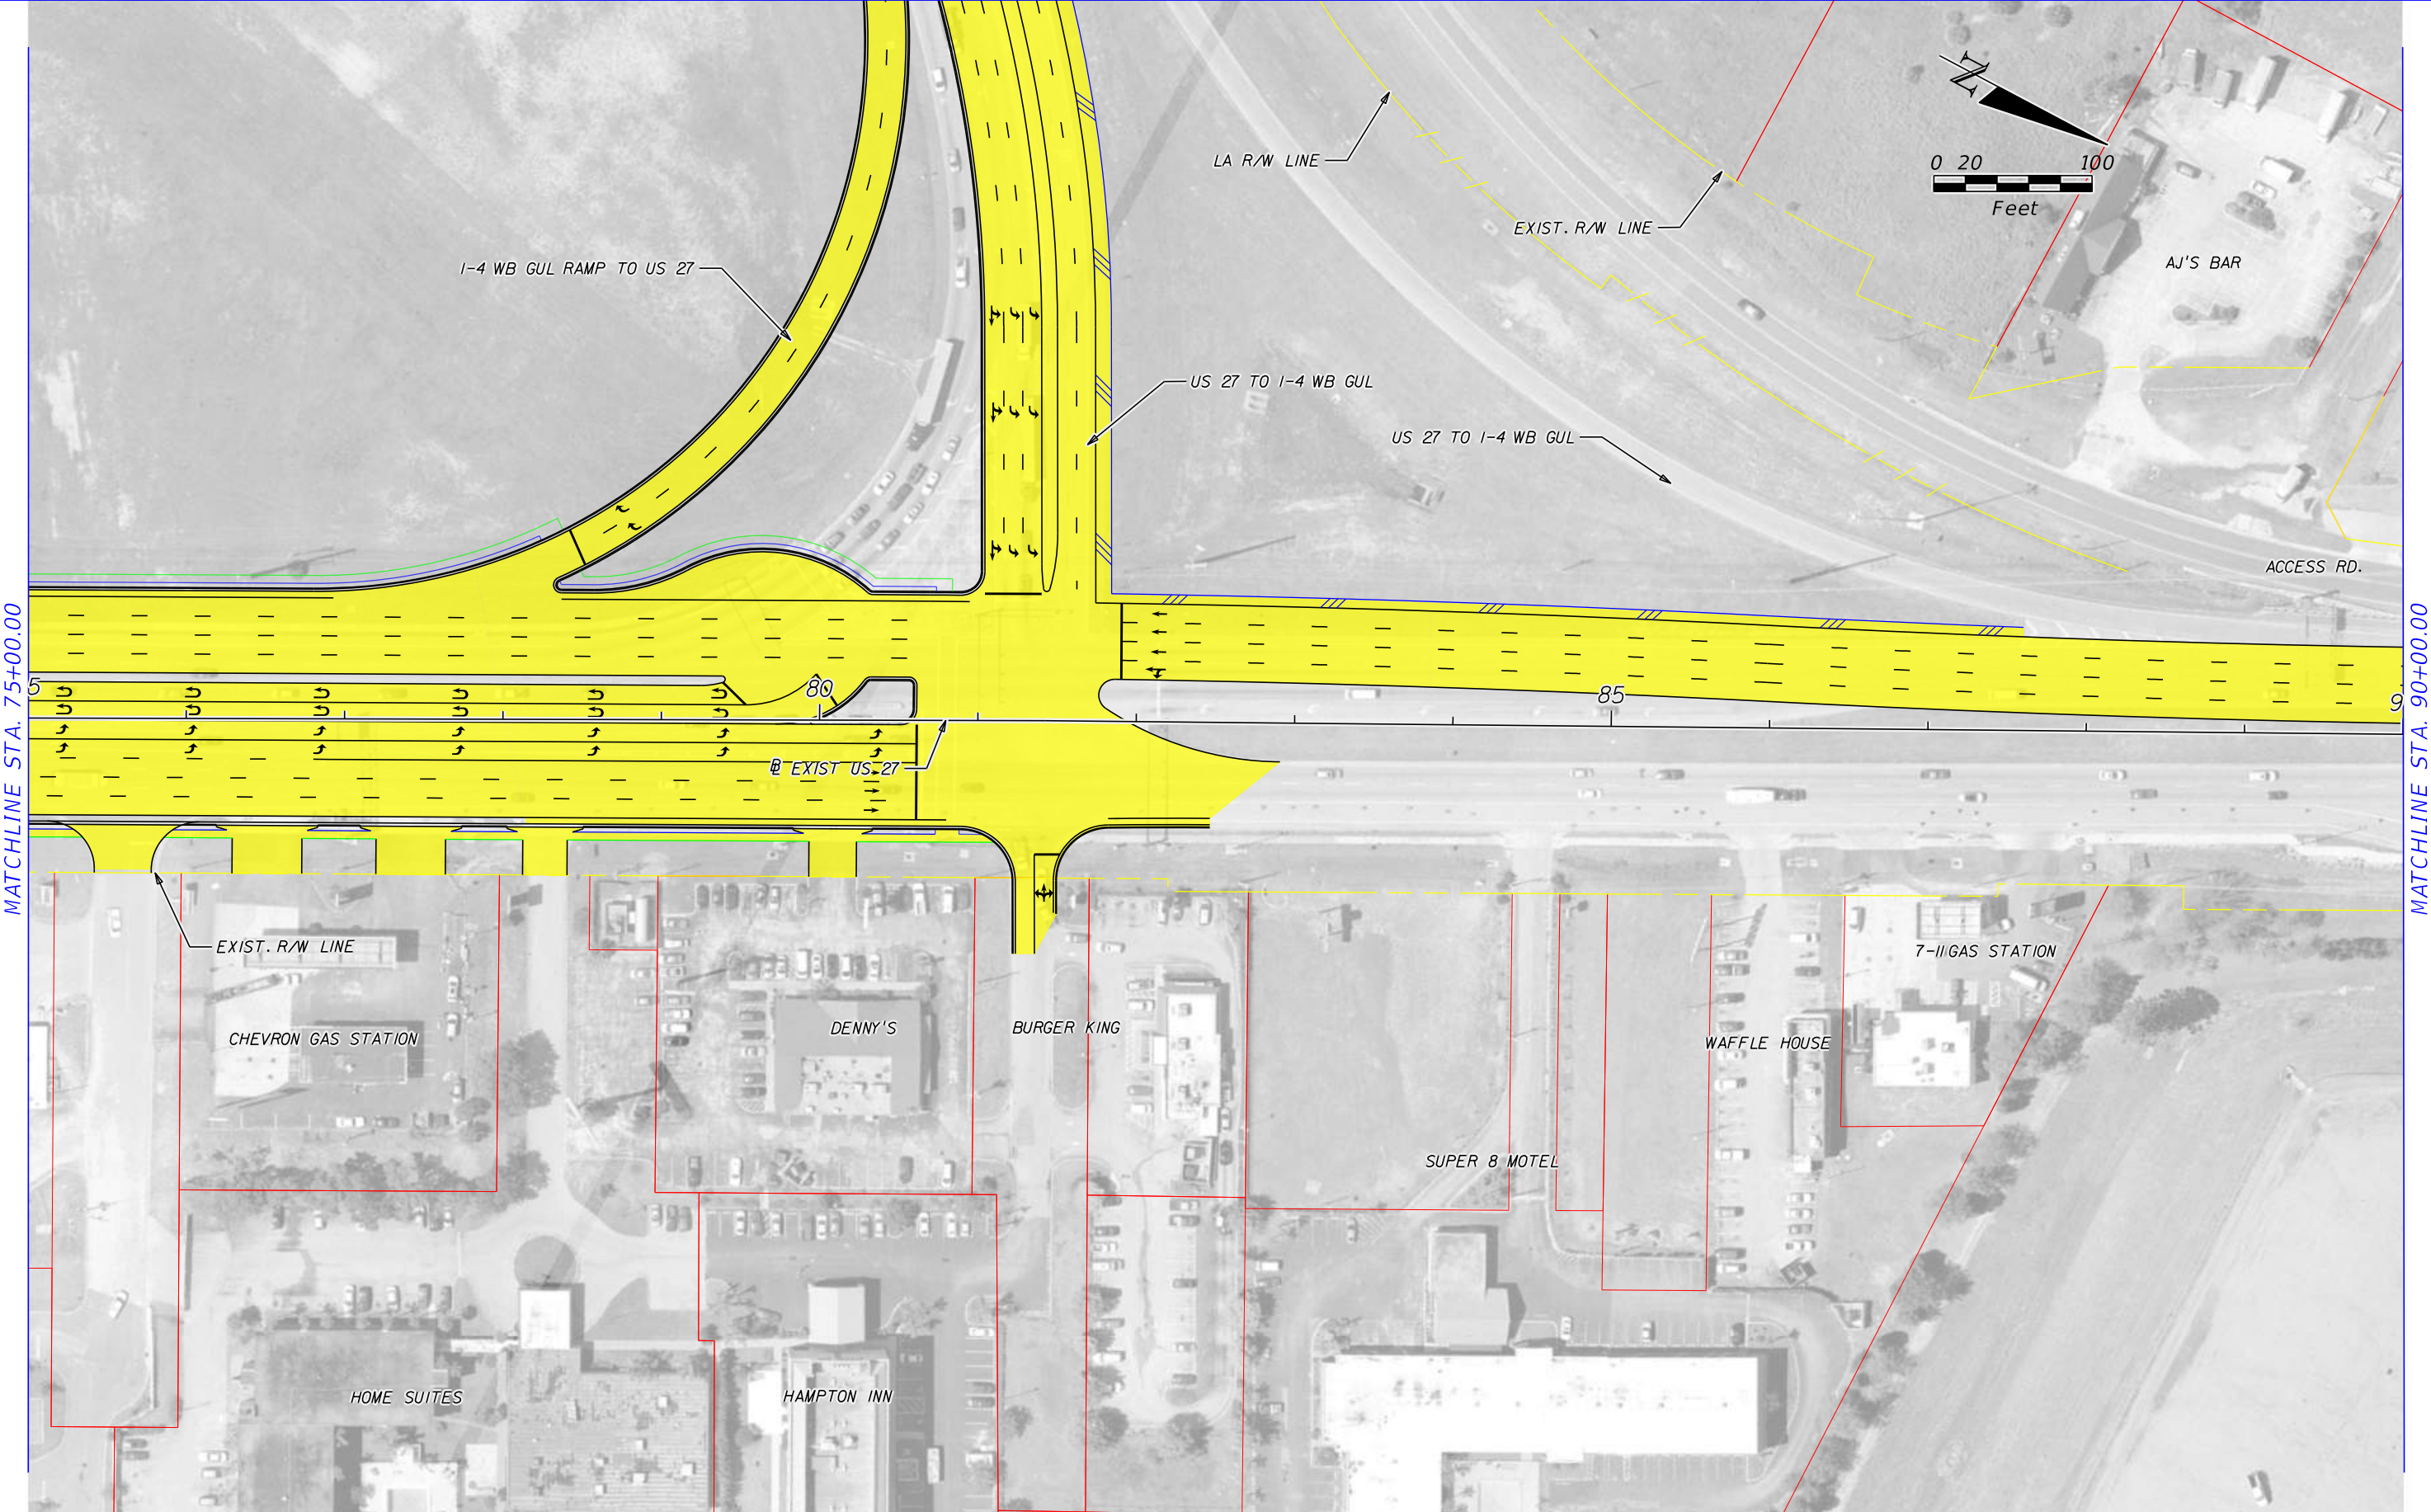 N
0 20 100
Feet
LA R/W LINE
EXIST. R/W LINE
AJ'S BAR
I-4 WB GUL RAMP TO US 27
US 27 TO I-4 WB GUL
US 27 TO I-4 WB GUL
ACCESS RD.
MATCHLINE STA. 75+00.00
MATCHLINE STA. 90+00.00
5
80
85
9
EXIST US 27
EXIST. R/W LINE
7-11 GAS STATION
CHEVRON GAS STATION
DENNY'S
BURGER KING
WAFFLE HOUSE
SUPER 8 MOTEL
HOME SUITES
HAMPTON INN